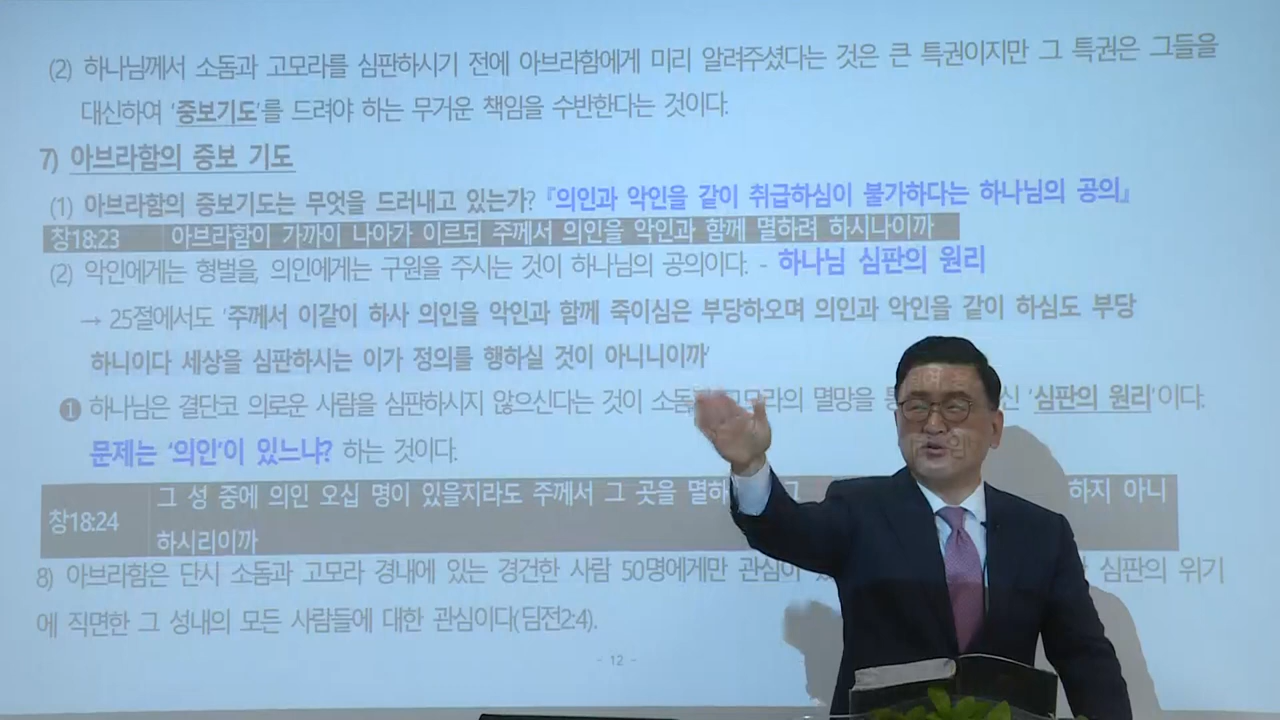 (2) 하나님께서 소돔과 고모라를 심판하시기 전에 아브라함에게 미리 알려주셨다는 것은 큰 특권이지만 그 특권은 그들을
대신하여 '중보기도'를 드려야 하는 무거운 책임을 수반한다는 것이다.
7) 아브라함의 중보 기도
(1) 아브라함의 중보기도는 무엇을 드러내고 있는가? 『의인과 악인을 같이 취급하심이 불가하다는 하나님의 공의』
창18:23 아브라함이 가까이 나아가 이르되 주께서 의인을 악인과 함께 멸하려 하시나이까
(2) 악인에게는 형벌을, 의인에게는 구원을 주시는 것이 하나님의 공의이다. - 하나님 심판의 원리
→ 25절에서도 '주께서 이같이 하사 의인을 악인과 함께 죽이심은 부당하오며 의인과 악인을 같이 하심도 부당
하니이다 세상을 심판하시는 이가 정의를 행하실 것이 아니니이까'
❶ 하나님은 결단코 의로운 사람을 심판하시지 않으신다는 것이 소돔과 고모라의 멸망을 신 '심판의 원리'이다.
문제는 '의인'이 있느냐? 하는 것이다.
창18:24 그 성 중에 의인 오십 명이 있을지라도 주께서 그 곳을 멸하 하지 아니
하시리이까
8) 아브라함은 단시 소돔과 고모라 경내에 있는 경건한 사람 50명에게만 관심이 심판의 위기
에 직면한 그 성내의 모든 사람들에 대한 관심이다(딤전2:4).
- 12 -